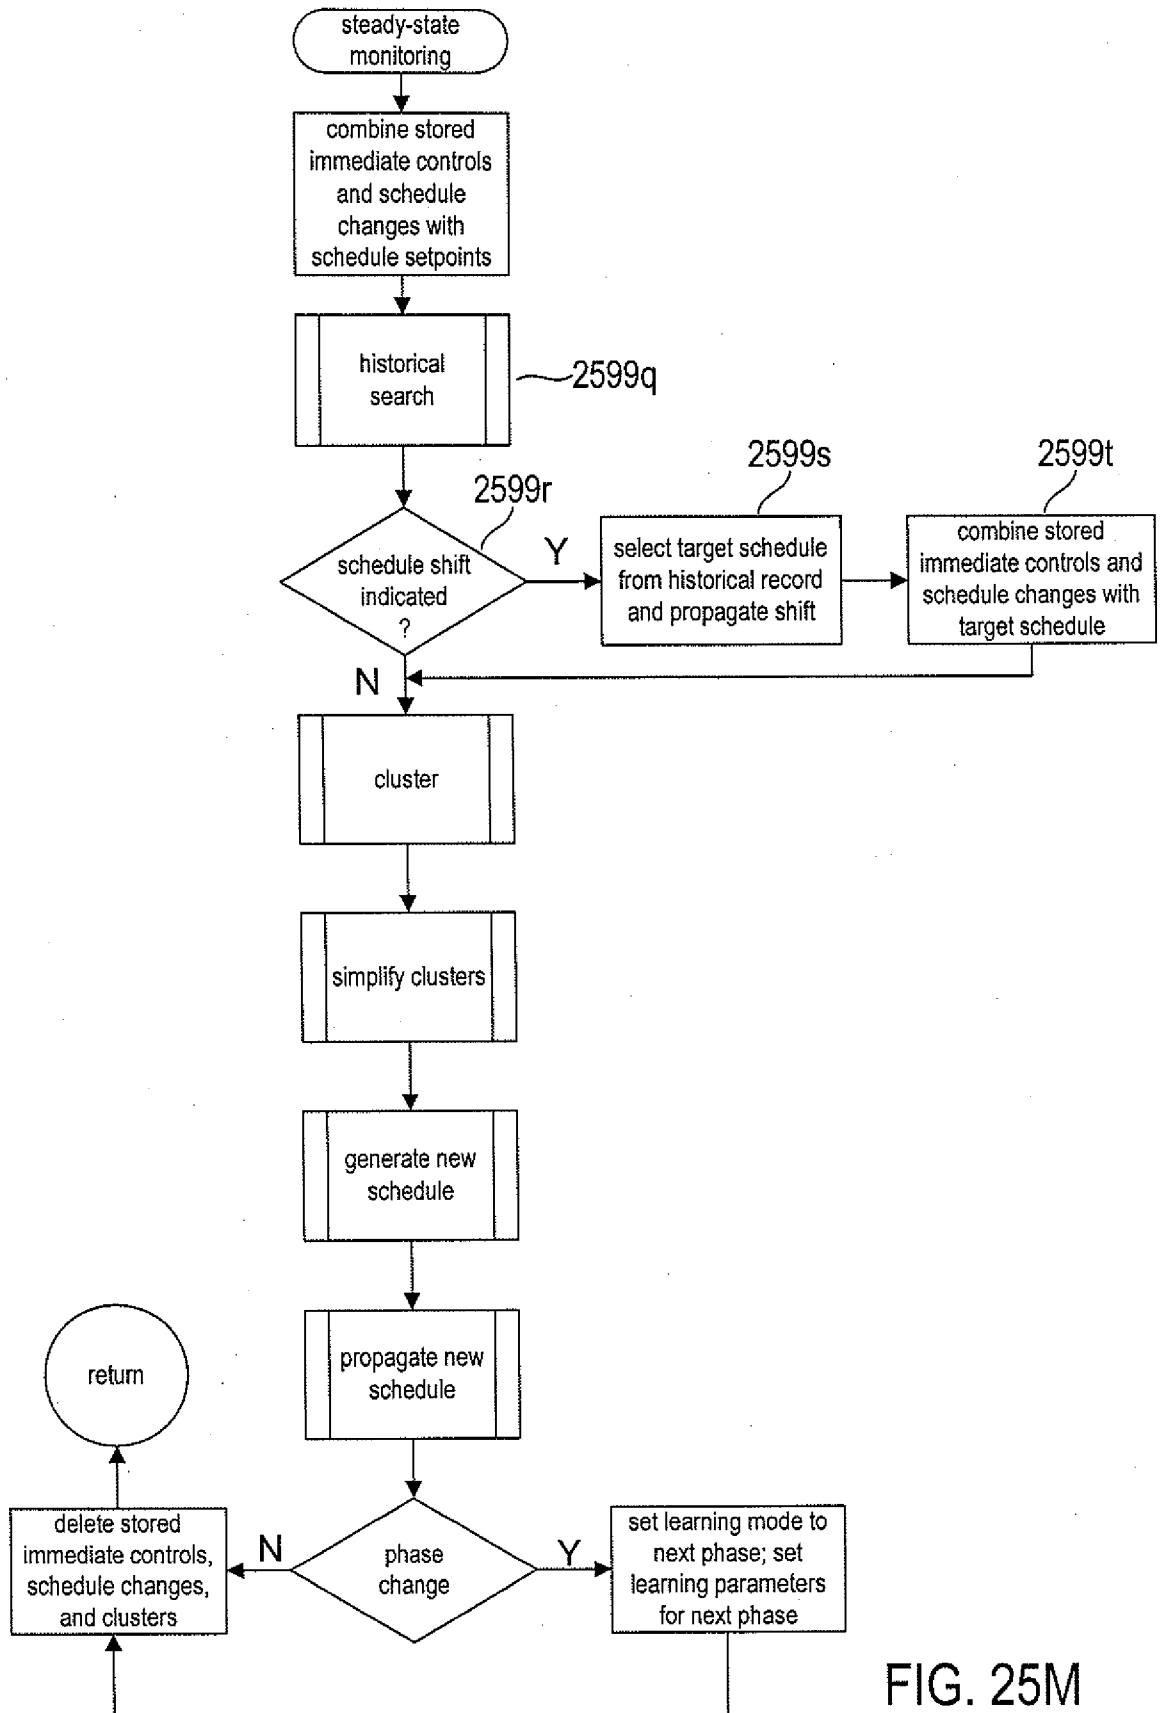 steady-state
monitoring
combine stored
immediate controls
and schedule
changes with
schedule setpoints
historical
search
2599q
2599r
schedule shift
indicated
?
Y
N
2599s
select target schedule
from historical record
and propagate shift
2599t
combine stored
immediate controls and
schedule changes with
target schedule
cluster
simplify clusters
generate new
schedule
propagate new
schedule
return
phase
change
N
Y
delete stored
immediate controls,
schedule changes,
and clusters
set learning mode to
next phase; set
learning parameters
for next phase
FIG. 25M